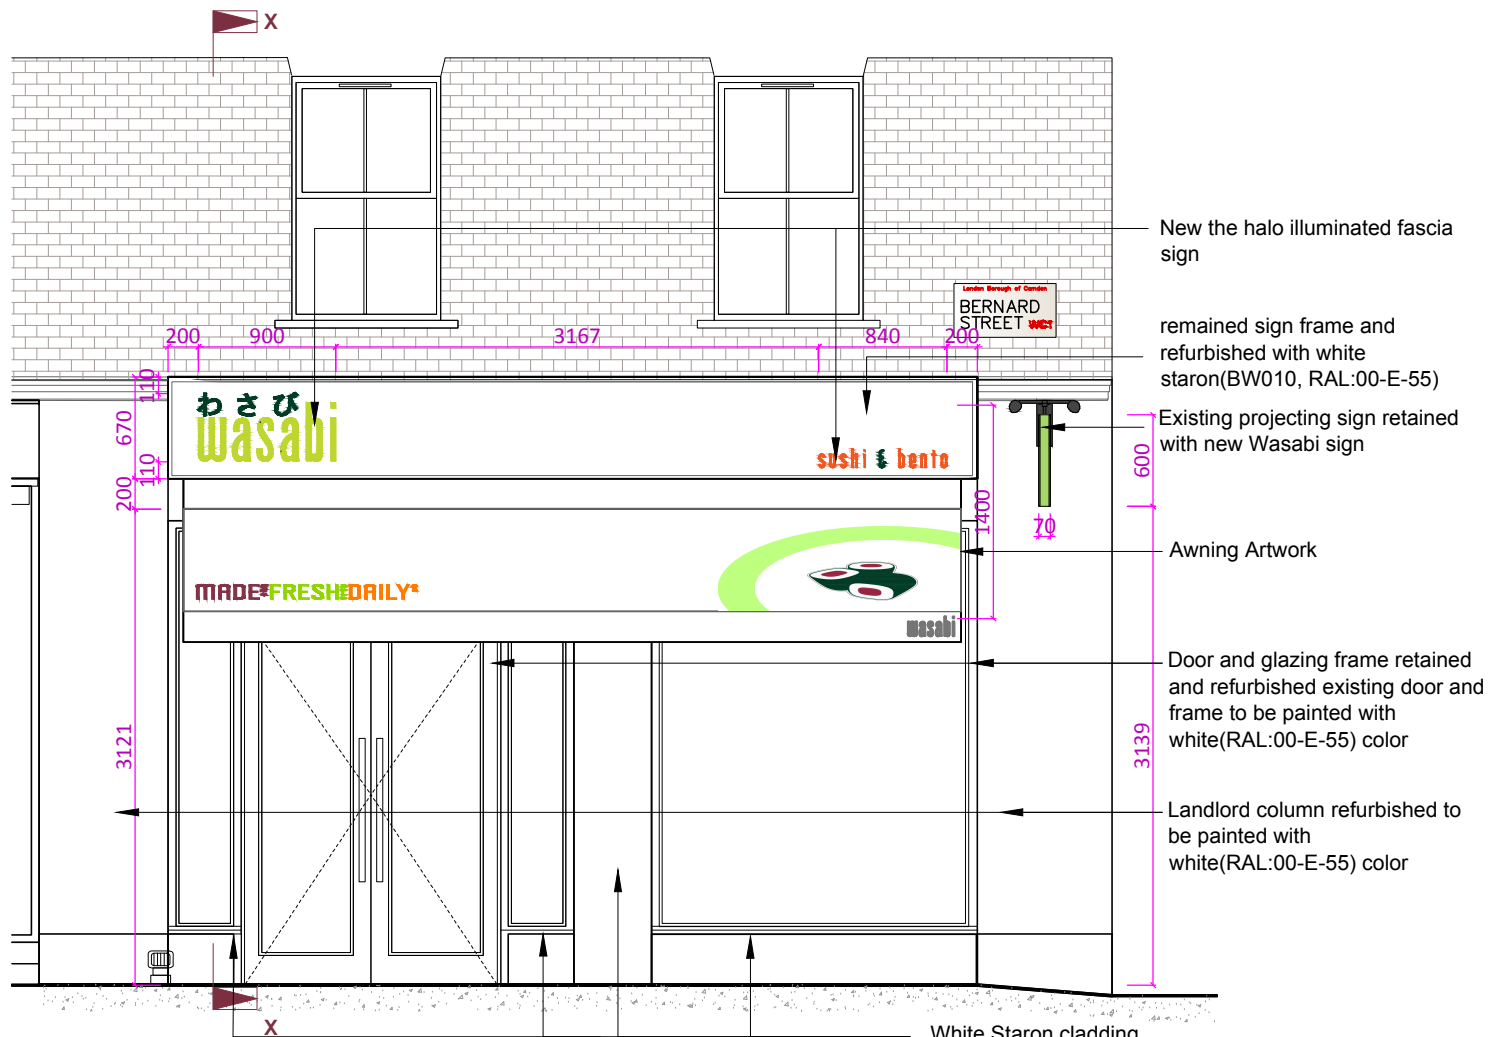 X
New the halo illuminated fascia
sign
London Borough of Camden
BERNARD
STREET WC1
remained sign frame and
refurbished with white
staron(BW010, RAL:00-E-55)
200 900 3167 840 200
110
670
110
200
わさび
wasabi
sushi & bento
Existing projecting sign retained
with new Wasabi sign
600
70
1400
Awning Artwork
MADE FRESH DAILY
wasabi
Door and glazing frame retained
and refurbished existing door and
frame to be painted with
white(RAL:00-E-55) color
3121
3139
Landlord column refurbished to
be painted with
white(RAL:00-E-55) color
X
White Staron cladding